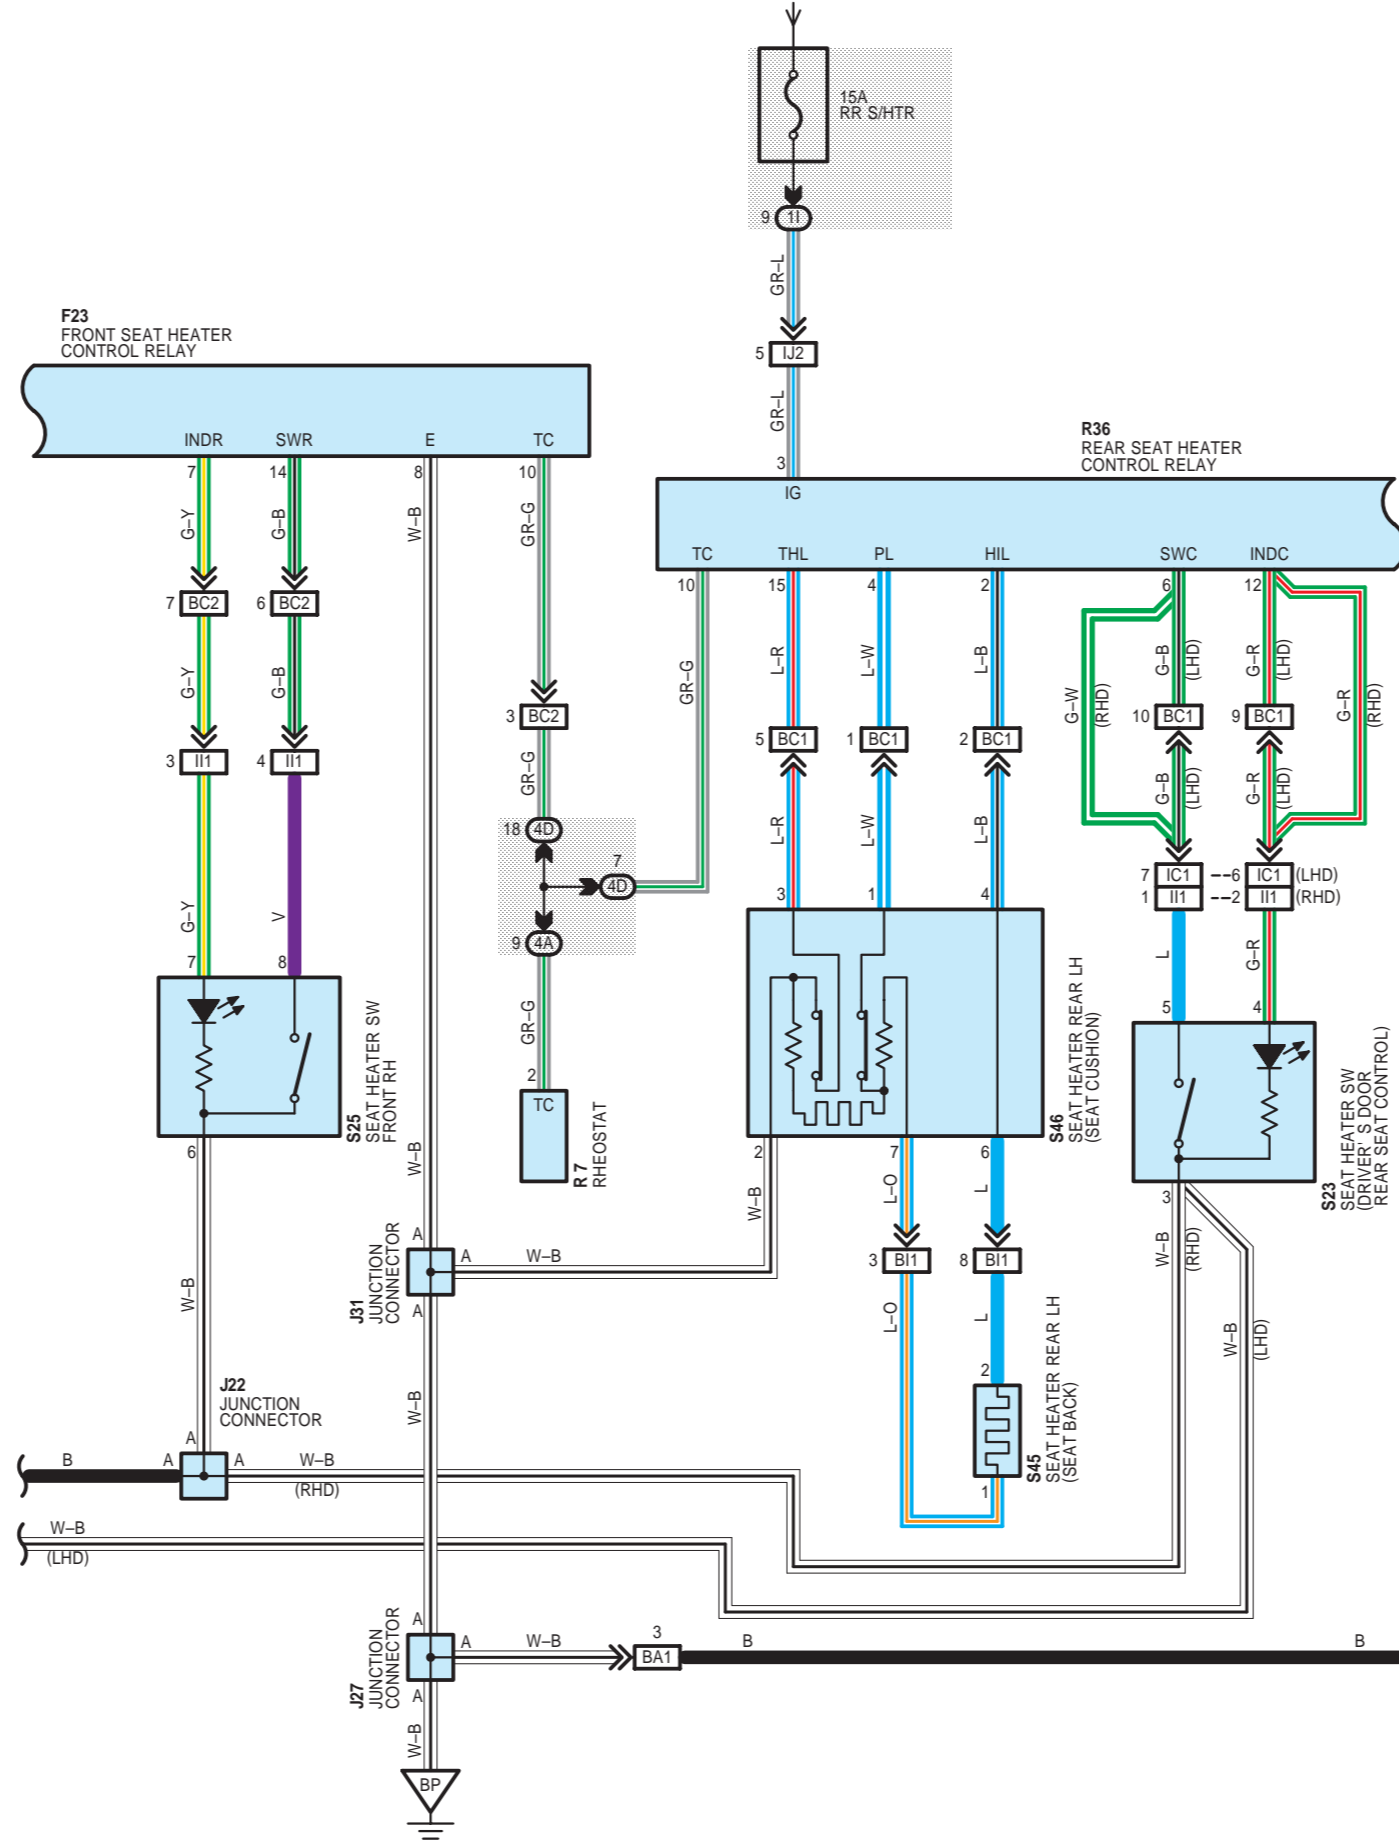 15A
RR S/HTR
9
1I
GR–L
5
IJ2
GR–L
3
F23
FRONT SEAT HEATER
CONTROL RELAY
INDR
SWR
E
TC
7
14
8
10
G–Y
G–B
W–B
GR–G
R36
REAR SEAT HEATER
CONTROL RELAY
IG
TC
THL
PL
HIL
SWC
INDC
10
15
4
2
6
12
7
BC2
6
BC2
GR–G
L–R
L–W
L–B
G–W
(RHD)
G–B
(LHD)
G–R
(LHD)
G–R
(RHD)
G–Y
G–B
3
BC2
5
BC1
1
BC1
2
BC1
10
BC1
9
BC1
3
II1
4
II1
GR–G
L–R
L–W
L–B
G–B
(LHD)
G–R
(LHD)
18
4D
7
4D
9
4A
7
IC1
6
IC1
(LHD)
1
II1
2
II1
(RHD)
G–Y
V
3
1
4
L
G–R
7
8
5
4
GR–G
2
TC
R 7
RHEOSTAT
S25
SEAT HEATER SW
FRONT RH
S46
SEAT HEATER REAR LH
(SEAT CUSHION)
S23
SEAT HEATER SW
(DRIVER' S DOOR
REAR SEAT CONTROL)
6
W–B
2
7
6
3
W–B
L–O
L
W–B
(RHD)
A
A
W–B
J31
JUNCTION
CONNECTOR
A
3
BI1
8
BI1
W–B
L–O
L
W–B
(LHD)
2
S45
SEAT HEATER REAR LH
(SEAT BACK)
1
J22
JUNCTION
CONNECTOR
W–B
A
B
A
A
W–B
(RHD)
W–B
(LHD)
A
A
W–B
3
BA1
B
B
J27
JUNCTION
CONNECTOR
A
W–B
BP